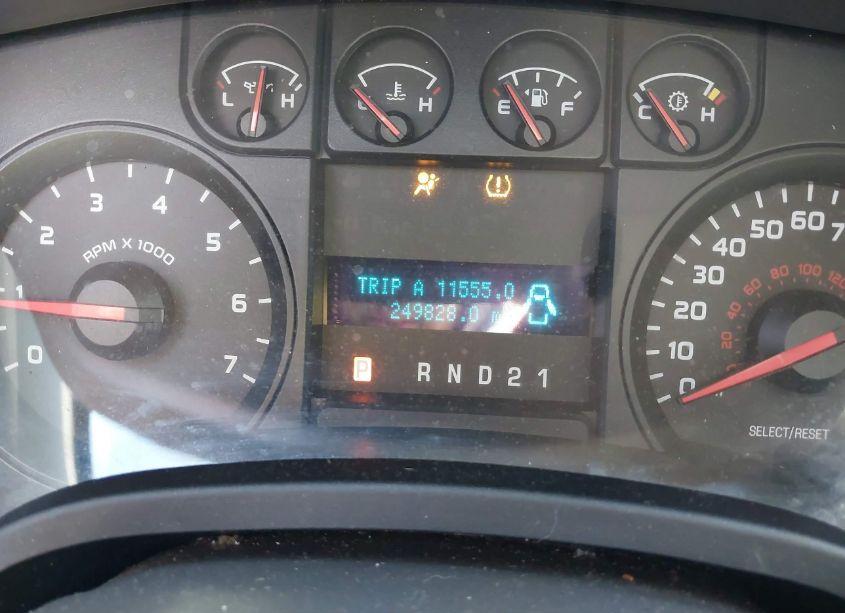 L H
C H
E F
C H
0 1 2 3 4 5 6 7
RPM X 1000
TRIP A 11555.0
249828.0
P R N D 2 1
0 10 20 30 40 50 60
20 40 60 80 100 120
SELECT/RESET